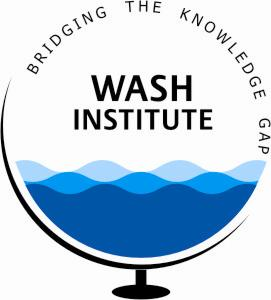 BRIDGING THE KNOWLEDGE GAP
WASH
INSTITUTE